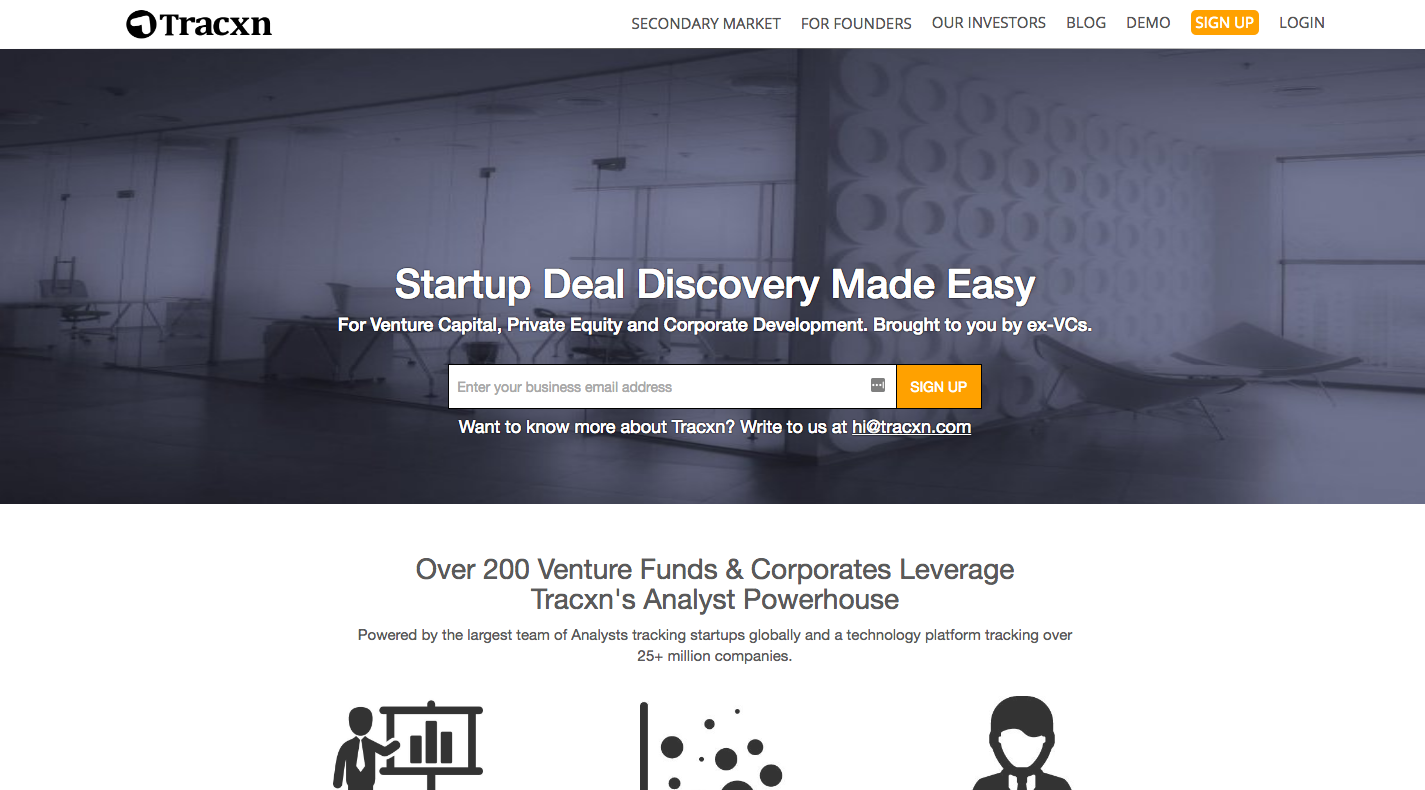 Tracxn
SECONDARY MARKET FOR FOUNDERS OUR INVESTORS BLOG DEMO SIGN UP LOGIN
Startup Deal Discovery Made Easy
For Venture Capital, Private Equity and Corporate Development. Brought to you by ex-VCs.
Enter your business email address
SIGN UP
Want to know more about Tracxn? Write to us at hi@tracxn.com
Over 200 Venture Funds & Corporates Leverage
Tracxn's Analyst Powerhouse
Powered by the largest team of Analysts tracking startups globally and a technology platform tracking over
25+ million companies.